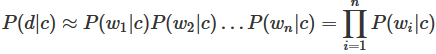 P(d|c) ≈ P(w₁|c)P(w₂|c) … P(wₙ|c) = ∏ᵢ₌₁ⁿ P(wᵢ|c)